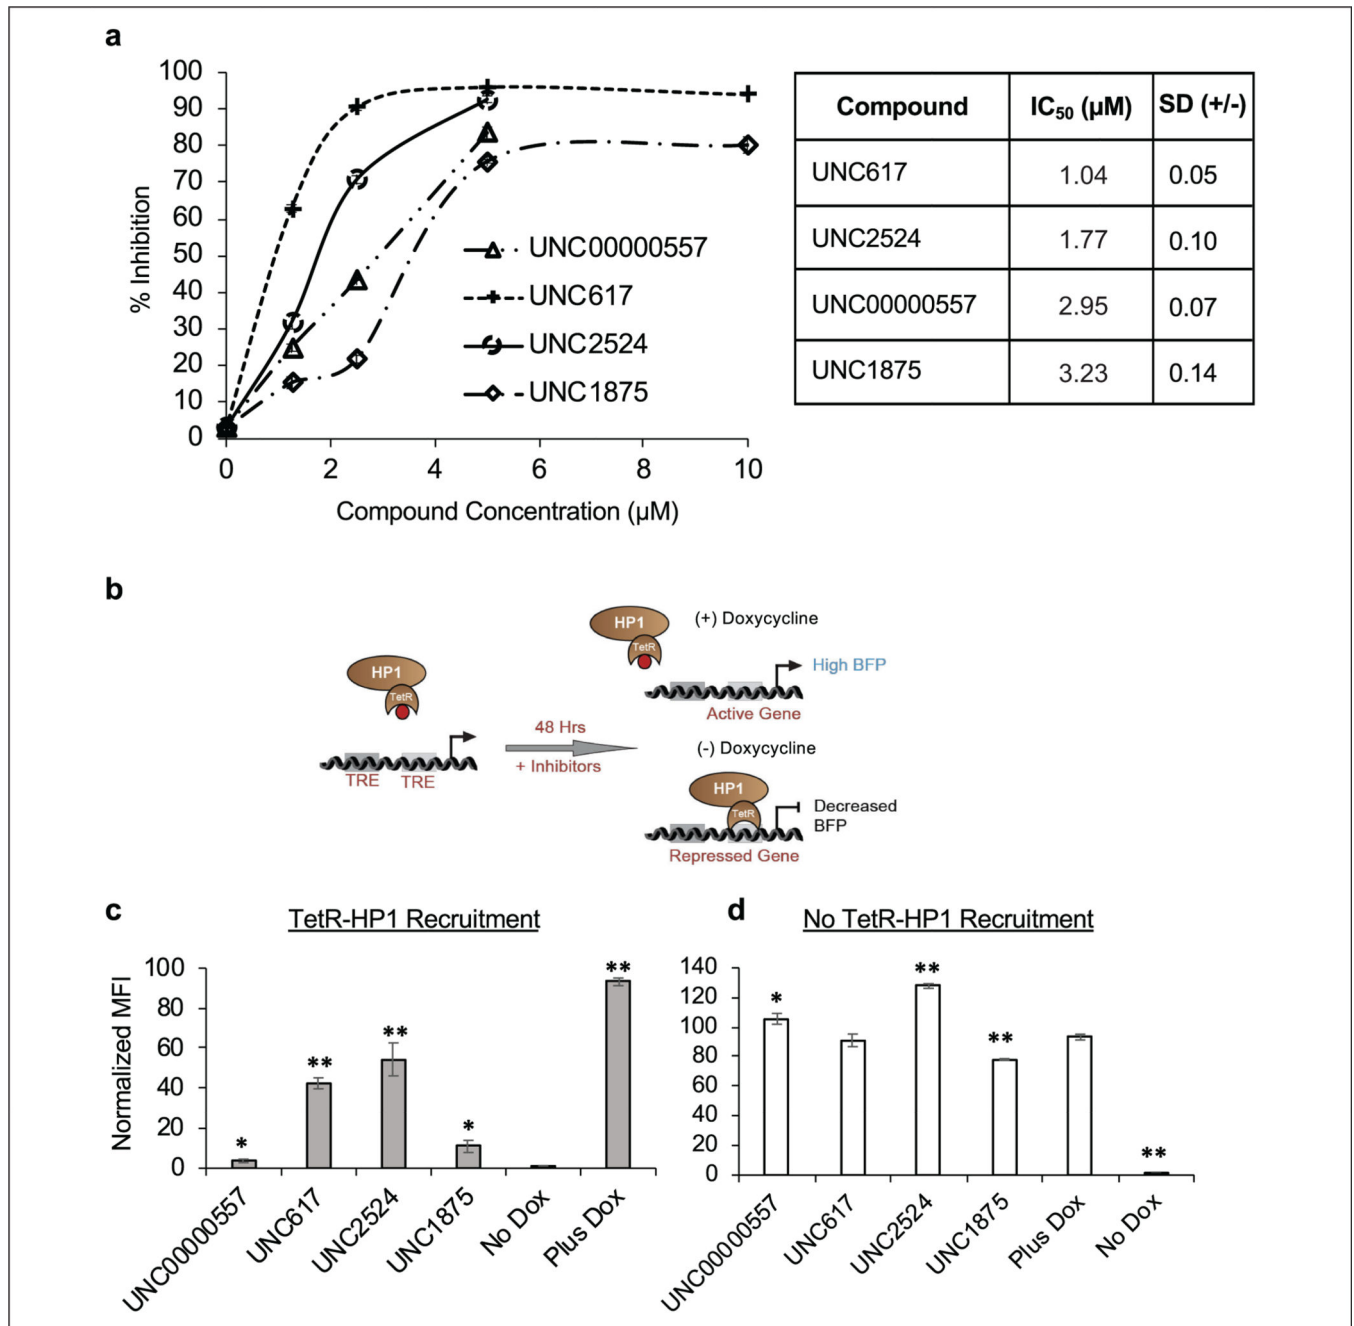 a
100
90
80
70
60
50
40
30
20
10
0
% Inhibition
0 2 4 6 8 10
Compound Concentration (µM)
UNC00000557
UNC617
UNC2524
UNC1875
Compound IC50 (µM) SD (+/-)
UNC617 1.04 0.05
UNC2524 1.77 0.10
UNC00000557 2.95 0.07
UNC1875 3.23 0.14
b
HP1
TetR
TRE TRE
48 Hrs
+ Inhibitors
HP1
TetR
(+) Doxycycline
High BFP
Active Gene
(-) Doxycycline
HP1
TetR
Decreased
BFP
Repressed Gene
c
TetR-HP1 Recruitment
Normalized MFI
100
80
60
40
20
0
*
**
**
*
**
UNC00000557
UNC617
UNC2524
UNC1875
No Dox
Plus Dox
d
No TetR-HP1 Recruitment
140
120
100
80
60
40
20
0
*
**
**
**
UNC00000557
UNC617
UNC2524
UNC1875
Plus Dox
No Dox